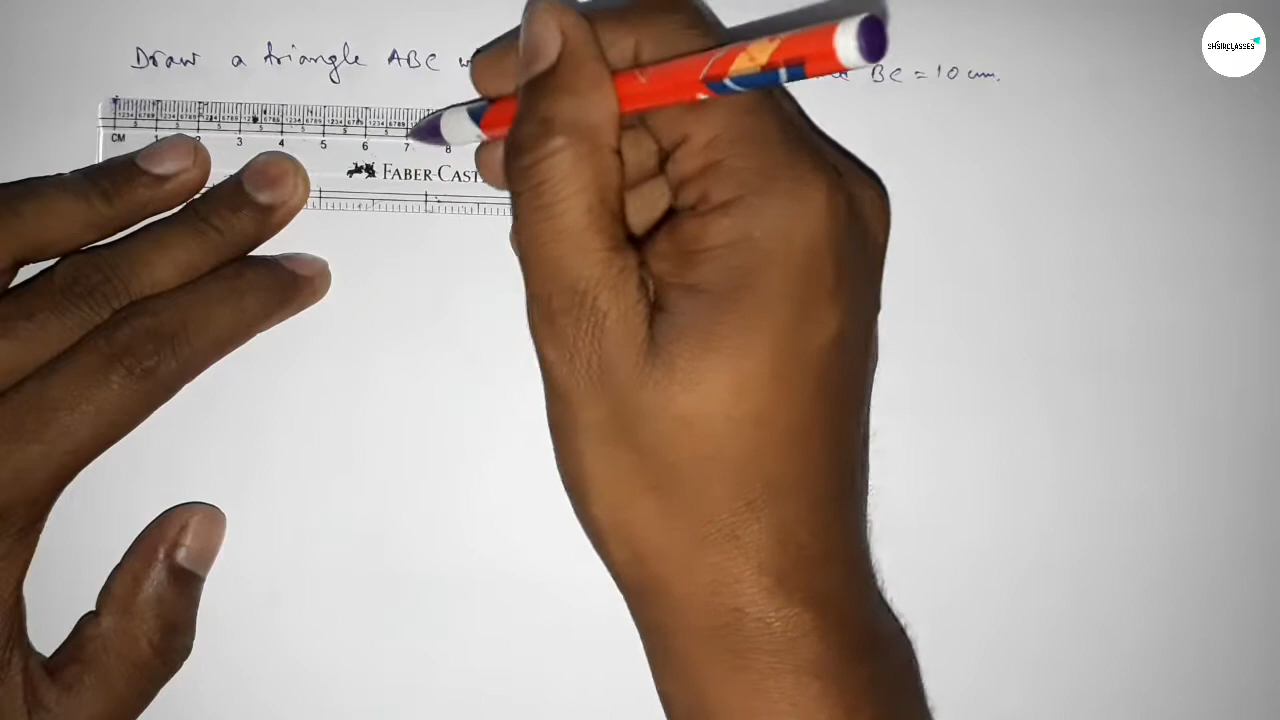 Draw a triangle ABC BC = 10 cm.
SHSIRCLASSES
CM 1 2 3 4 5 6 7 8
FABER-CAST